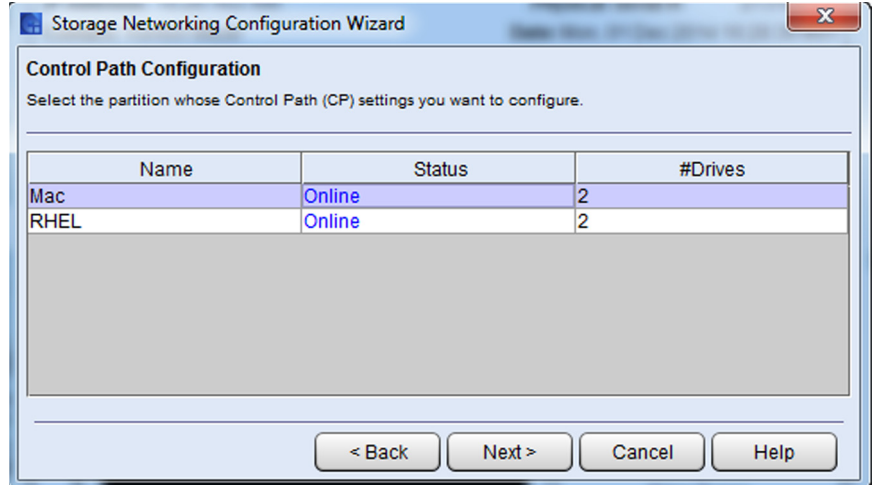 Storage Networking Configuration Wizard
x
Control Path Configuration
Select the partition whose Control Path (CP) settings you want to configure.
Name Status #Drives
Mac Online 2
RHEL Online 2
< Back Next > Cancel Help